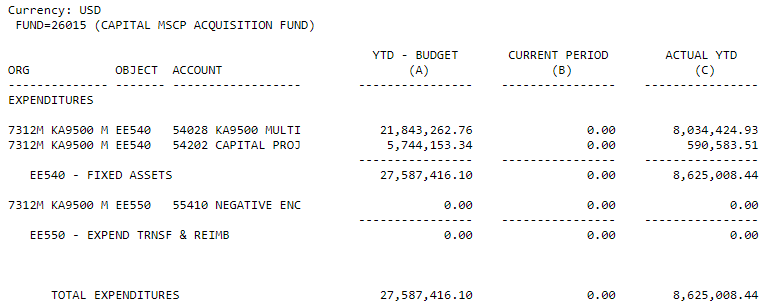 Currency: USD
FUND=26015 (CAPITAL MSCP ACQUISITION FUND)
YTD - BUDGET CURRENT PERIOD ACTUAL YTD
ORG OBJECT ACCOUNT (A) (B) (C)
-------------- ------- ------------------ ---------------- ---------------- ----------------
EXPENDITURES
7312M KA9500 M EE540 54028 KA9500 MULTI 21,843,262.76 0.00 8,034,424.93
7312M KA9500 M EE540 54202 CAPITAL PROJ 5,744,153.34 0.00 590,583.51
---------------- ---------------- ----------------
EE540 - FIXED ASSETS 27,587,416.10 0.00 8,625,008.44
7312M KA9500 M EE550 55410 NEGATIVE ENC 0.00 0.00 0.00
---------------- ---------------- ----------------
EE550 - EXPEND TRNSF & REIMB 0.00 0.00 0.00
TOTAL EXPENDITURES 27,587,416.10 0.00 8,625,008.44